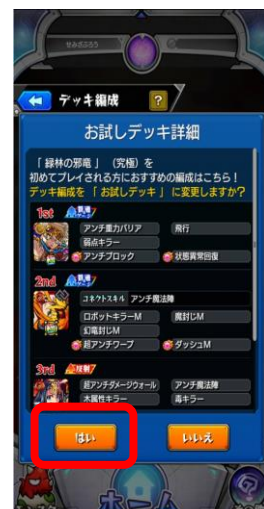 デッキ編成 ?
お試しデッキ詳細
「緑林の邪竜」(究極)を
初めてプレイされる方におすすめの編成はこちら!
デッキ編成を「お試しデッキ」に変更しますか?
1st
アンチ重力バリア 飛行
弱点キラー
アンチブロック 状態異常回復
2nd
コネクトスキル アンチ魔法陣
ロボットキラーM 魔封じM
幻竜封じM
超アンチワープ ダッシュM
3rd
超アンチダメージウォール アンチ魔法陣
木属性キラー 毒キラー
はい いいえ
ホーム